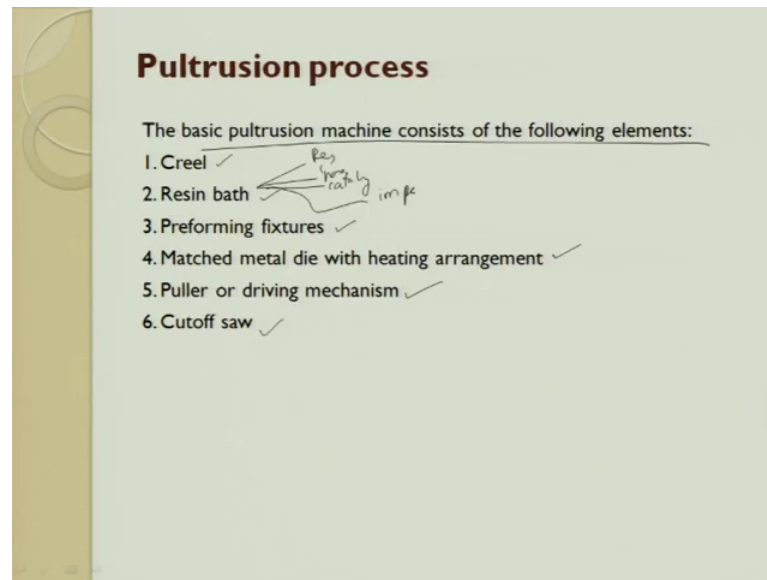 Pultrusion process
The basic pultrusion machine consists of the following elements:
1. Creel
Res
2. Resin bath
3. Preforming fixtures
4. Matched metal die with heating arrangement
5. Puller or driving mechanism
6. Cutoff saw